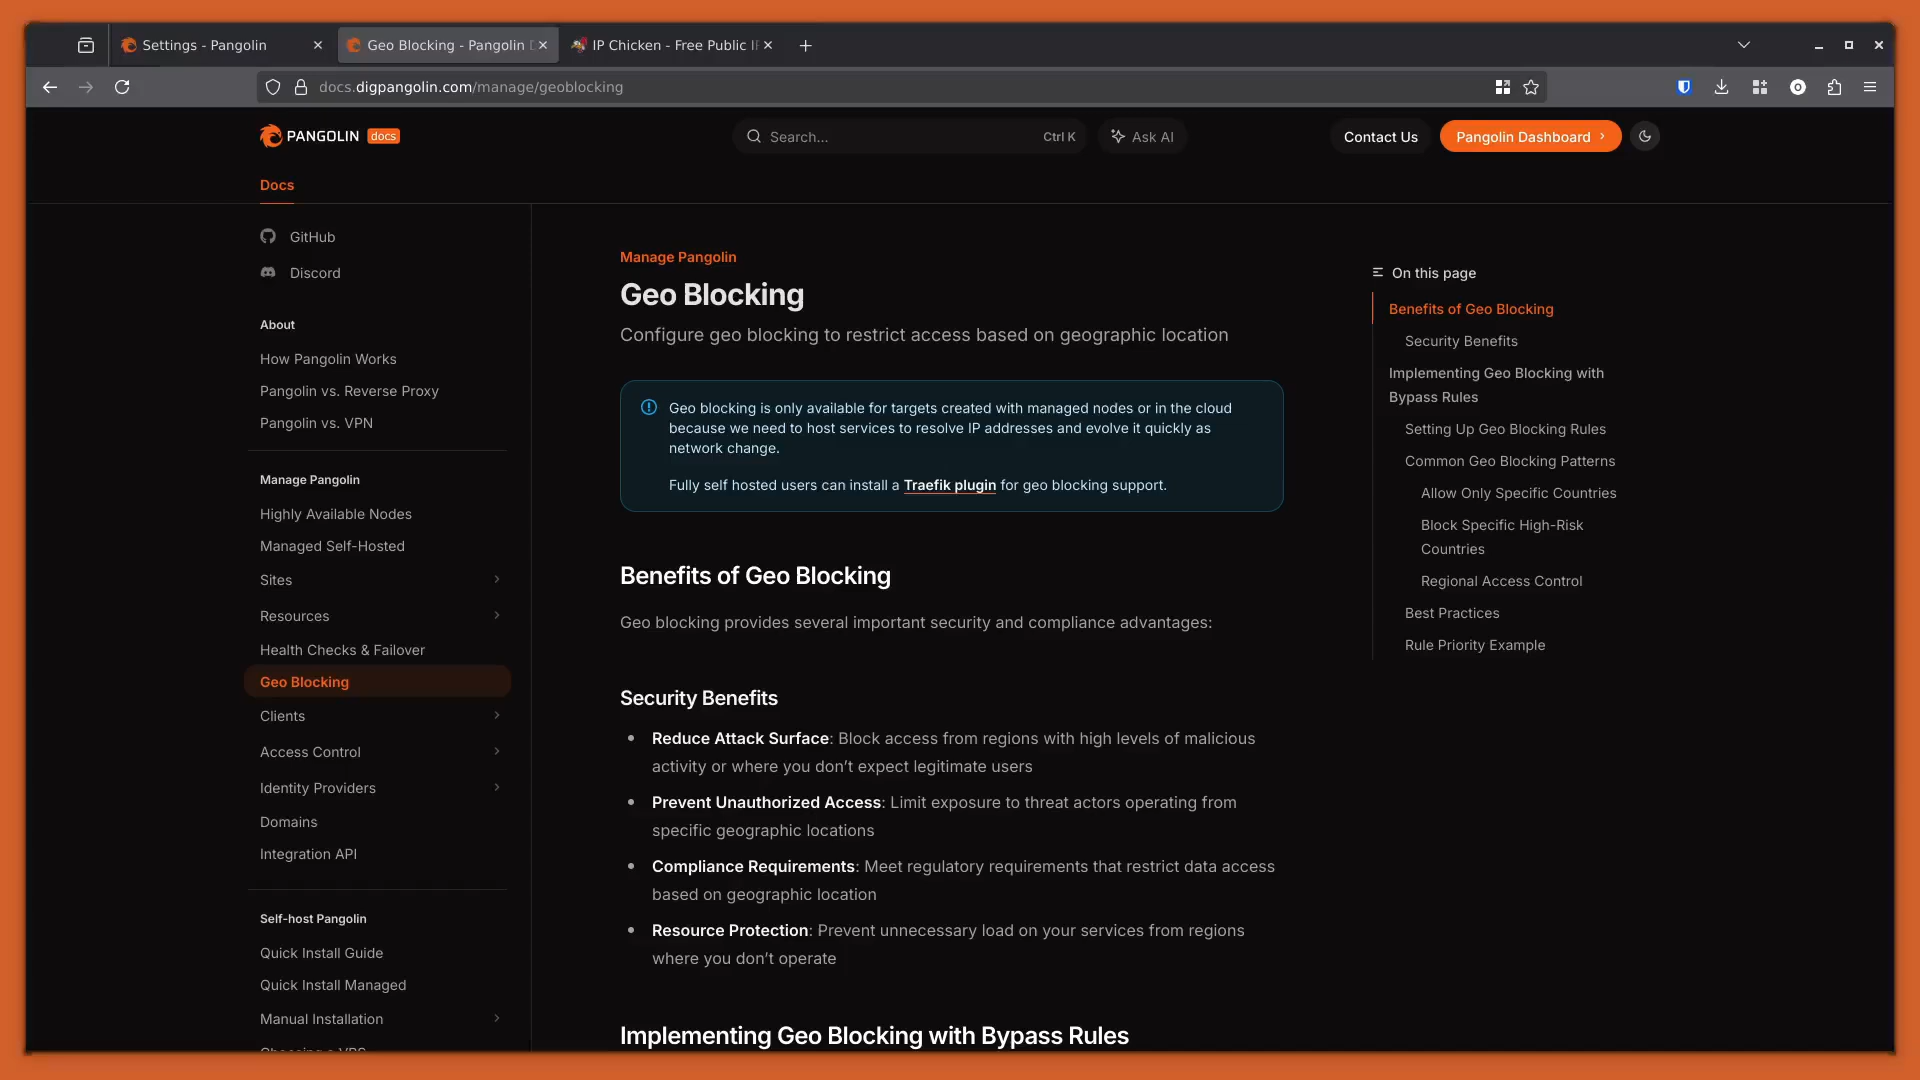 Settings - Pangolin
Geo Blocking - Pangolin
IP Chicken - Free Public
docs.digpangolin.com/manage/geoblocking
PANGOLIN docs
Search...
Ctrl K
Ask AI
Contact Us
Pangolin Dashboard
Docs
GitHub
Discord
About
How Pangolin Works
Pangolin vs. Reverse Proxy
Pangolin vs. VPN
Manage Pangolin
Highly Available Nodes
Managed Self-Hosted
Sites
Resources
Health Checks & Failover
Geo Blocking
Clients
Access Control
Identity Providers
Domains
Integration API
Self-host Pangolin
Quick Install Guide
Quick Install Managed
Manual Installation
Manage Pangolin
Geo Blocking
Configure geo blocking to restrict access based on geographic location
Geo blocking is only available for targets created with managed nodes or in the cloud
because we need to host services to resolve IP addresses and evolve it quickly as
network change.
Fully self hosted users can install a Traefik plugin for geo blocking support.
Benefits of Geo Blocking
Geo blocking provides several important security and compliance advantages:
Security Benefits
Reduce Attack Surface: Block access from regions with high levels of malicious
activity or where you don’t expect legitimate users
Prevent Unauthorized Access: Limit exposure to threat actors operating from
specific geographic locations
Compliance Requirements: Meet regulatory requirements that restrict data access
based on geographic location
Resource Protection: Prevent unnecessary load on your services from regions
where you don’t operate
Implementing Geo Blocking with Bypass Rules
On this page
Benefits of Geo Blocking
Security Benefits
Implementing Geo Blocking with
Bypass Rules
Setting Up Geo Blocking Rules
Common Geo Blocking Patterns
Allow Only Specific Countries
Block Specific High-Risk
Countries
Regional Access Control
Best Practices
Rule Priority Example